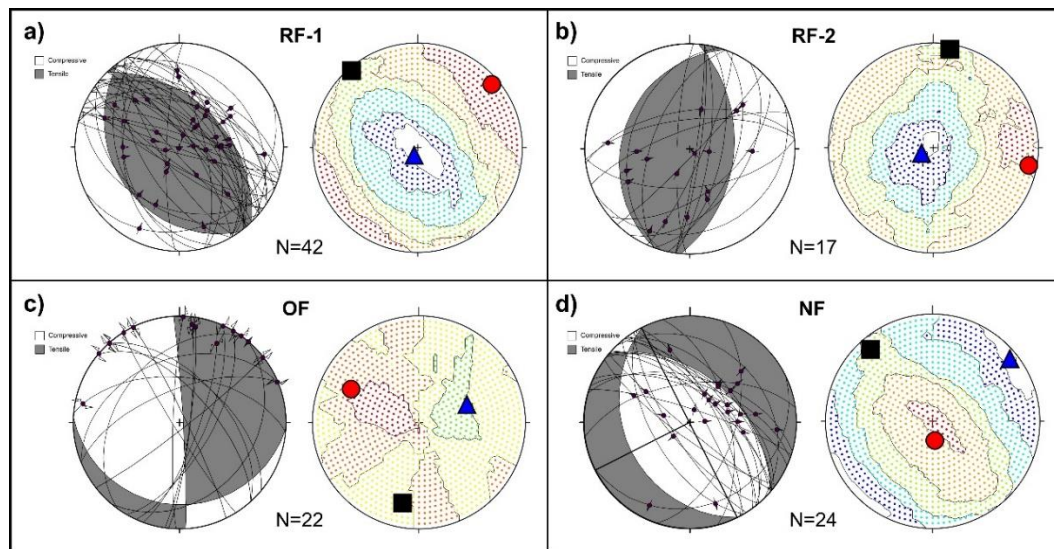 a)
RF-1
Compressive
Tensile
N=42
b)
RF-2
Compressive
Tensile
N=17
c)
OF
Compressive
Tensile
N=22
d)
NF
Compressive
Tensile
N=24